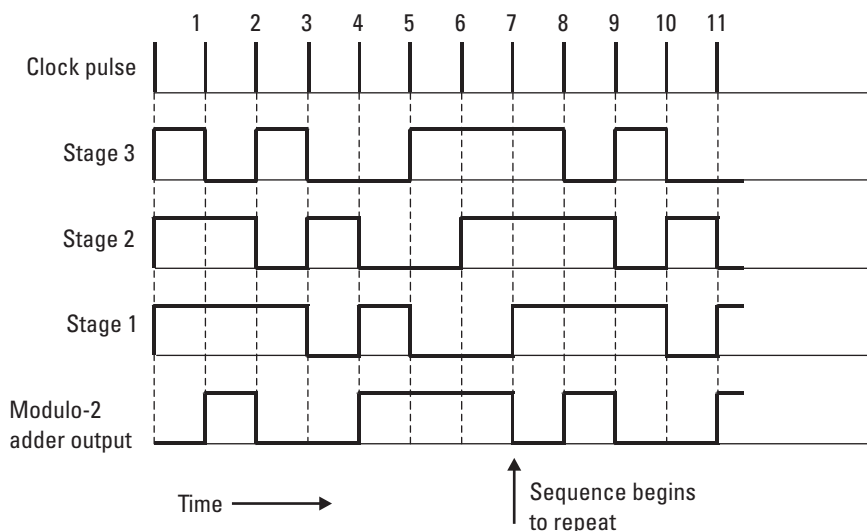 1 2 3 4 5 6 7 8 9 10 11
Clock pulse
Stage 3
Stage 2
Stage 1
Modulo-2
adder output
Time
Sequence begins
to repeat